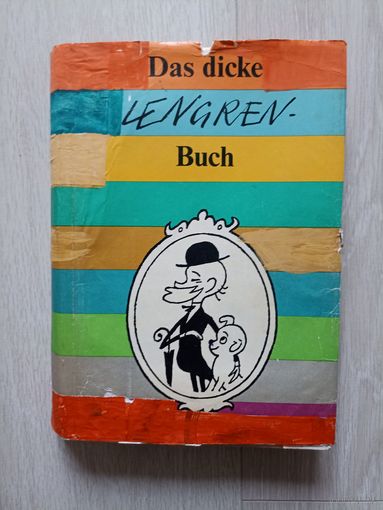 Das dicke
LENGREN-
Buch